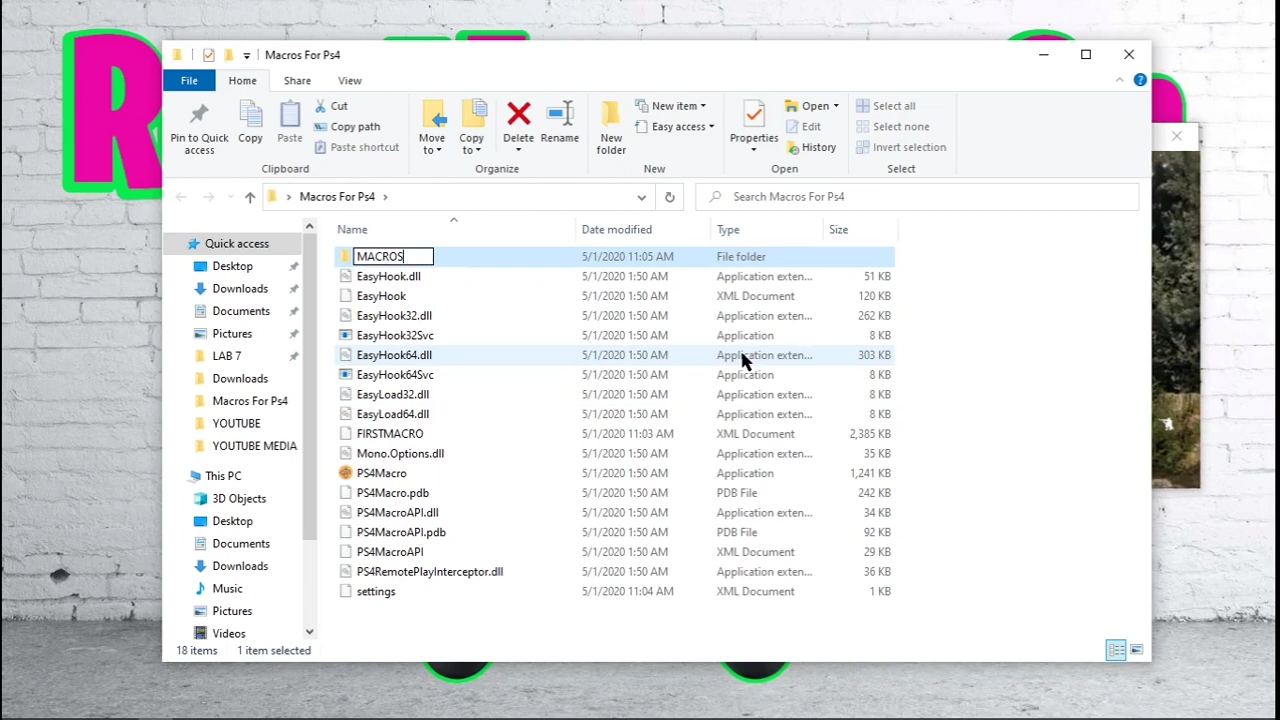 Macros For Ps4
File Home Share View
Pin to Quick access
Copy
Paste
Cut
Copy path
Paste shortcut
Clipboard
Move to
Copy to
Delete
Rename
Organize
New folder
New item
Easy access
New
Properties
Open
Edit
History
Open
Select all
Select none
Invert selection
Select
Macros For Ps4
Search Macros For Ps4
Quick access
Desktop
Downloads
Documents
Pictures
LAB 7
Downloads
Macros For Ps4
YOUTUBE
YOUTUBE MEDIA
This PC
3D Objects
Desktop
Documents
Downloads
Music
Pictures
Videos
Name Date modified Type Size
MACROS 5/1/2020 11:05 AM File folder
EasyHook.dll 5/1/2020 1:50 AM Application exten... 51 KB
EasyHook 5/1/2020 1:50 AM XML Document 120 KB
EasyHook32.dll 5/1/2020 1:50 AM Application exten... 262 KB
EasyHook32Svc 5/1/2020 1:50 AM Application 8 KB
EasyHook64.dll 5/1/2020 1:50 AM Application exten... 303 KB
EasyHook64Svc 5/1/2020 1:50 AM Application 8 KB
EasyLoad32.dll 5/1/2020 1:50 AM Application exten... 8 KB
EasyLoad64.dll 5/1/2020 1:50 AM Application exten... 8 KB
FIRSTMACRO 5/1/2020 11:03 AM XML Document 2,385 KB
Mono.Options.dll 5/1/2020 1:50 AM Application exten... 35 KB
PS4Macro 5/1/2020 1:50 AM Application 1,241 KB
PS4Macro.pdb 5/1/2020 1:50 AM PDB File 242 KB
PS4MacroAPI.dll 5/1/2020 1:50 AM Application exten... 34 KB
PS4MacroAPI.pdb 5/1/2020 1:50 AM PDB File 92 KB
PS4MacroAPI 5/1/2020 1:50 AM XML Document 29 KB
PS4RemotePlayInterceptor.dll 5/1/2020 1:50 AM Application exten... 36 KB
settings 5/1/2020 11:04 AM XML Document 1 KB
18 items 1 item selected